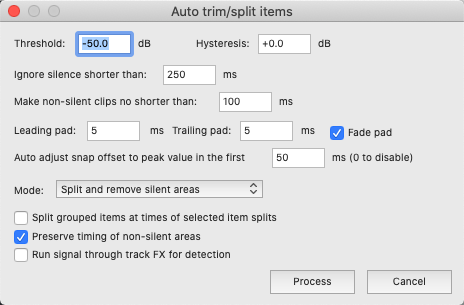 Auto trim/split items
Threshold: -50.0 dB Hysteresis: +0.0 dB
Ignore silence shorter than: 250 ms
Make non-silent clips no shorter than: 100 ms
Leading pad: 5 ms Trailing pad: 5 ms Fade pad
Auto adjust snap offset to peak value in the first 50 ms (0 to disable)
Mode: Split and remove silent areas
Split grouped items at times of selected item splits
Preserve timing of non-silent areas
Run signal through track FX for detection
Process Cancel